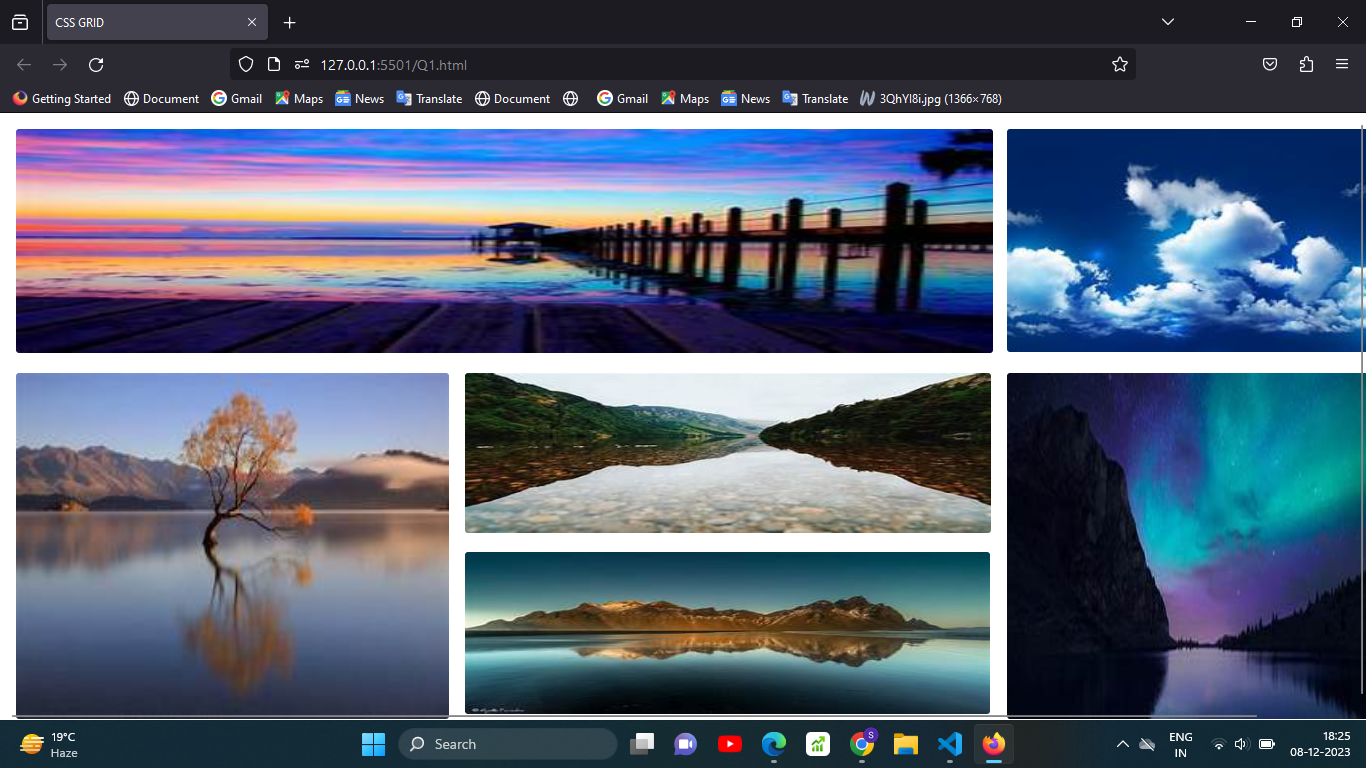 CSS GRID
127.0.0.1:5501/Q1.html
Getting Started Document Gmail Maps News Translate Document Gmail Maps News Translate 3QhYl8i.jpg (1366×768)
19°C
Haze
Search
S
ENG
IN
18:25
08-12-2023